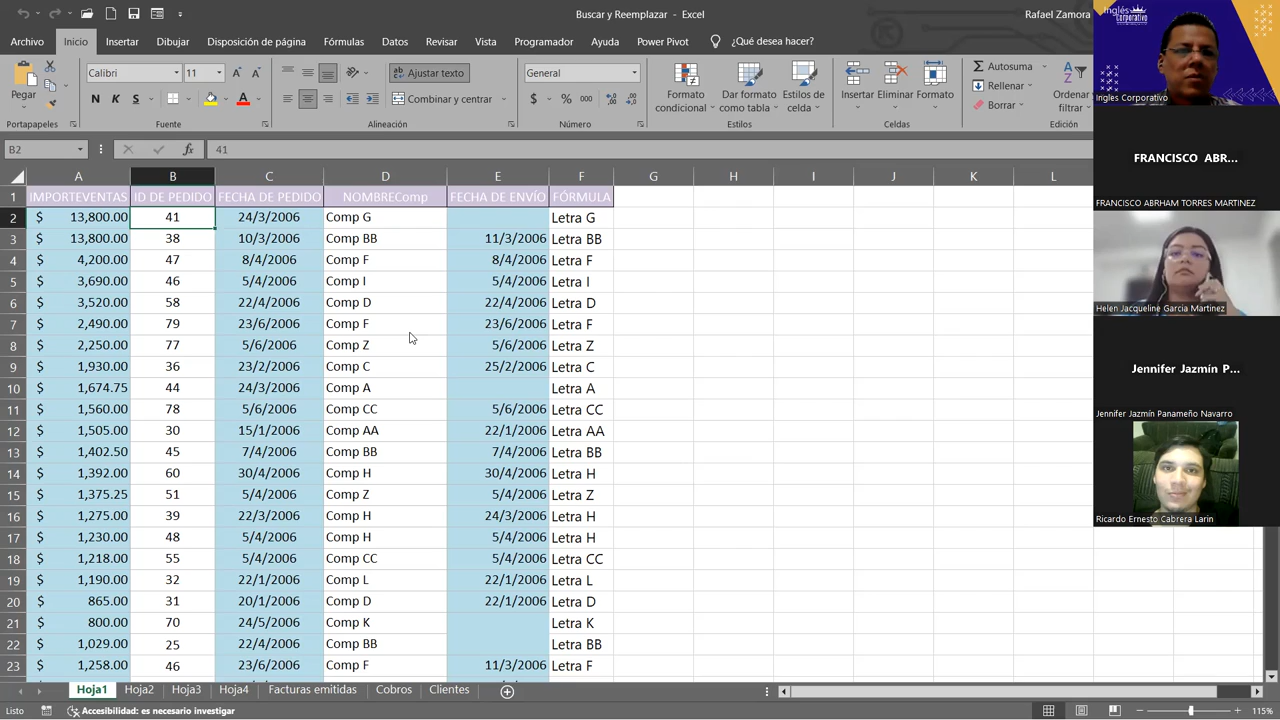 Buscar y Reemplazar - Excel
Rafael Zamora
Archivo Inicio Insertar Dibujar Disposición de página Fórmulas Datos Revisar Vista Programador Ayuda Power Pivot ¿Qué desea hacer?
Pegar
Calibri 11
N K S
Ajustar texto
Combinar y centrar
General
$ % 000
Formato condicional
Dar formato como tabla
Estilos de celda
Insertar Eliminar Formato
Autosuma
Rellenar
Borrar
Ordenar y filtrar
Portapapeles Fuente Alineación Número Estilos Celdas Edición
B2 fx 41
A B C D E F G H I J K L
1 IMPORTEVENTAS ID DE PEDIDO FECHA DE PEDIDO NOMBREComp FECHA DE ENVÍO FÓRMULA
2 $ 13,800.00 41 24/3/2006 Comp G Letra G
3 $ 13,800.00 38 10/3/2006 Comp BB 11/3/2006 Letra BB
4 $ 4,200.00 47 8/4/2006 Comp F 8/4/2006 Letra F
5 $ 3,690.00 46 5/4/2006 Comp I 5/4/2006 Letra I
6 $ 3,520.00 58 22/4/2006 Comp D 22/4/2006 Letra D
7 $ 2,490.00 79 23/6/2006 Comp F 23/6/2006 Letra F
8 $ 2,250.00 77 5/6/2006 Comp Z 5/6/2006 Letra Z
9 $ 1,930.00 36 23/2/2006 Comp C 25/2/2006 Letra C
10 $ 1,674.75 44 24/3/2006 Comp A Letra A
11 $ 1,560.00 78 5/6/2006 Comp CC 5/6/2006 Letra CC
12 $ 1,505.00 30 15/1/2006 Comp AA 22/1/2006 Letra AA
13 $ 1,402.50 45 7/4/2006 Comp BB 7/4/2006 Letra BB
14 $ 1,392.00 60 30/4/2006 Comp H 30/4/2006 Letra H
15 $ 1,375.25 51 5/4/2006 Comp Z 5/4/2006 Letra Z
16 $ 1,275.00 39 22/3/2006 Comp H 24/3/2006 Letra H
17 $ 1,230.00 48 5/4/2006 Comp H 5/4/2006 Letra H
18 $ 1,218.00 55 5/4/2006 Comp CC 5/4/2006 Letra CC
19 $ 1,190.00 32 22/1/2006 Comp L 22/1/2006 Letra L
20 $ 865.00 31 20/1/2006 Comp D 22/1/2006 Letra D
21 $ 800.00 70 24/5/2006 Comp K Letra K
22 $ 1,029.00 25 22/4/2006 Comp BB Letra BB
23 $ 1,258.00 46 23/6/2006 Comp F 11/3/2006 Letra F
Hoja1 Hoja2 Hoja3 Hoja4 Facturas emitidas Cobros Clientes
Listo Accesibilidad: es necesario investigar 115%
Inglés Corporativo
Ingles Corporativo
FRANCISCO ABR...
FRANCISCO ABRHAM TORRES MARTINEZ
Helen Jacqueline García Martinez
Jennifer Jazmín P...
Jennifer Jazmín Panameño Navarro
Ricardo Ernesto Cabrera Larin